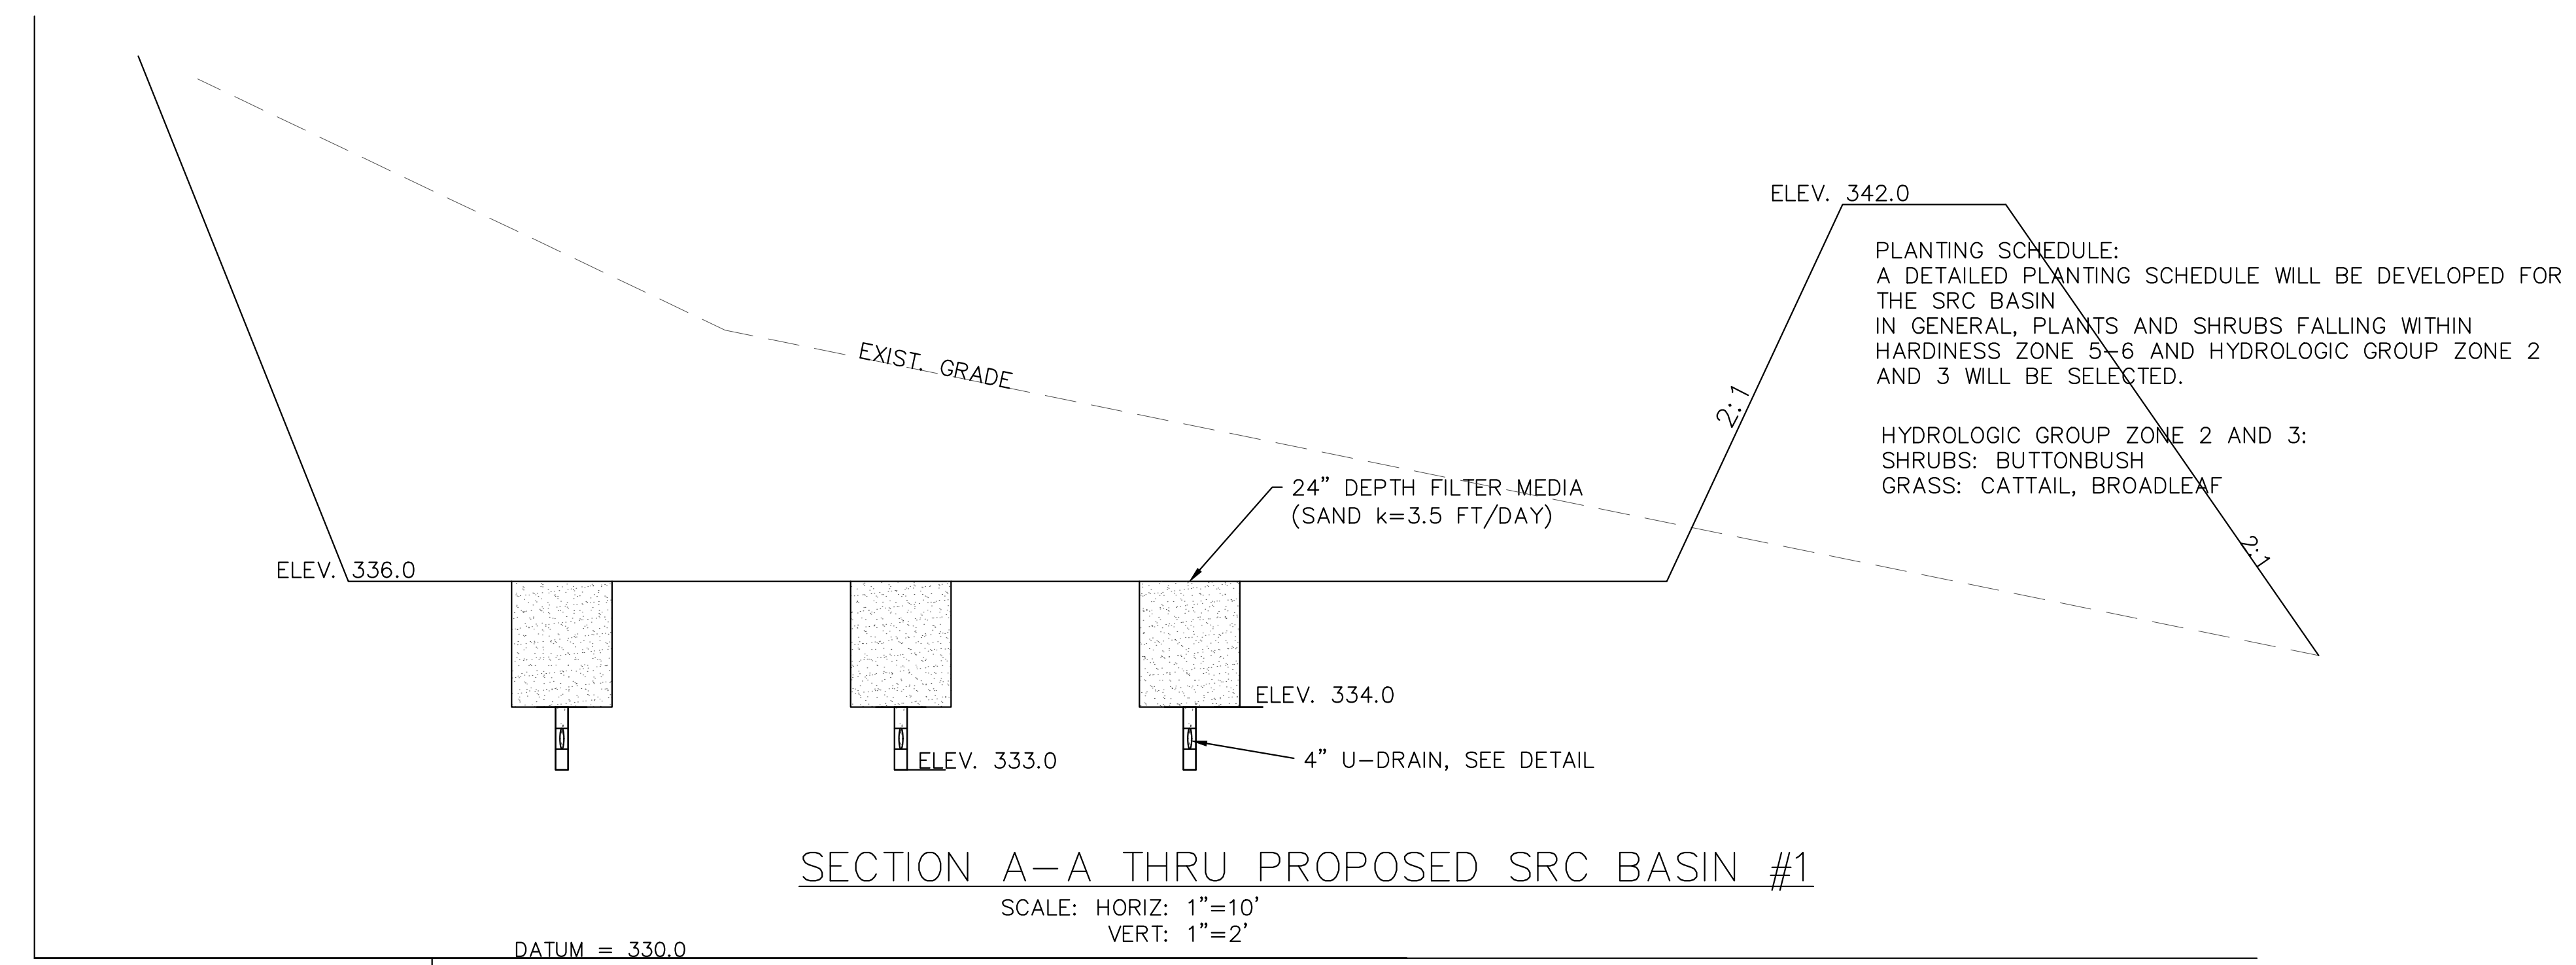 ELEV. 342.0
PLANTING SCHEDULE:
A DETAILED PLANTING SCHEDULE WILL BE DEVELOPED FOR
THE SRC BASIN
IN GENERAL, PLANTS AND SHRUBS FALLING WITHIN
HARDINESS ZONE 5-6 AND HYDROLOGIC GROUP ZONE 2
AND 3 WILL BE SELECTED.
HYDROLOGIC GROUP ZONE 2 AND 3:
SHRUBS: BUTTONBUSH
GRASS: CATTAIL, BROADLEAF
EXIST. GRADE
2:1
2:1
24" DEPTH FILTER MEDIA
(SAND k=3.5 FT/DAY)
ELEV. 336.0
ELEV. 334.0
ELEV. 333.0
4" U-DRAIN, SEE DETAIL
SECTION A-A THRU PROPOSED SRC BASIN #1
SCALE: HORIZ: 1"=10'
VERT: 1"=2'
DATUM = 330.0